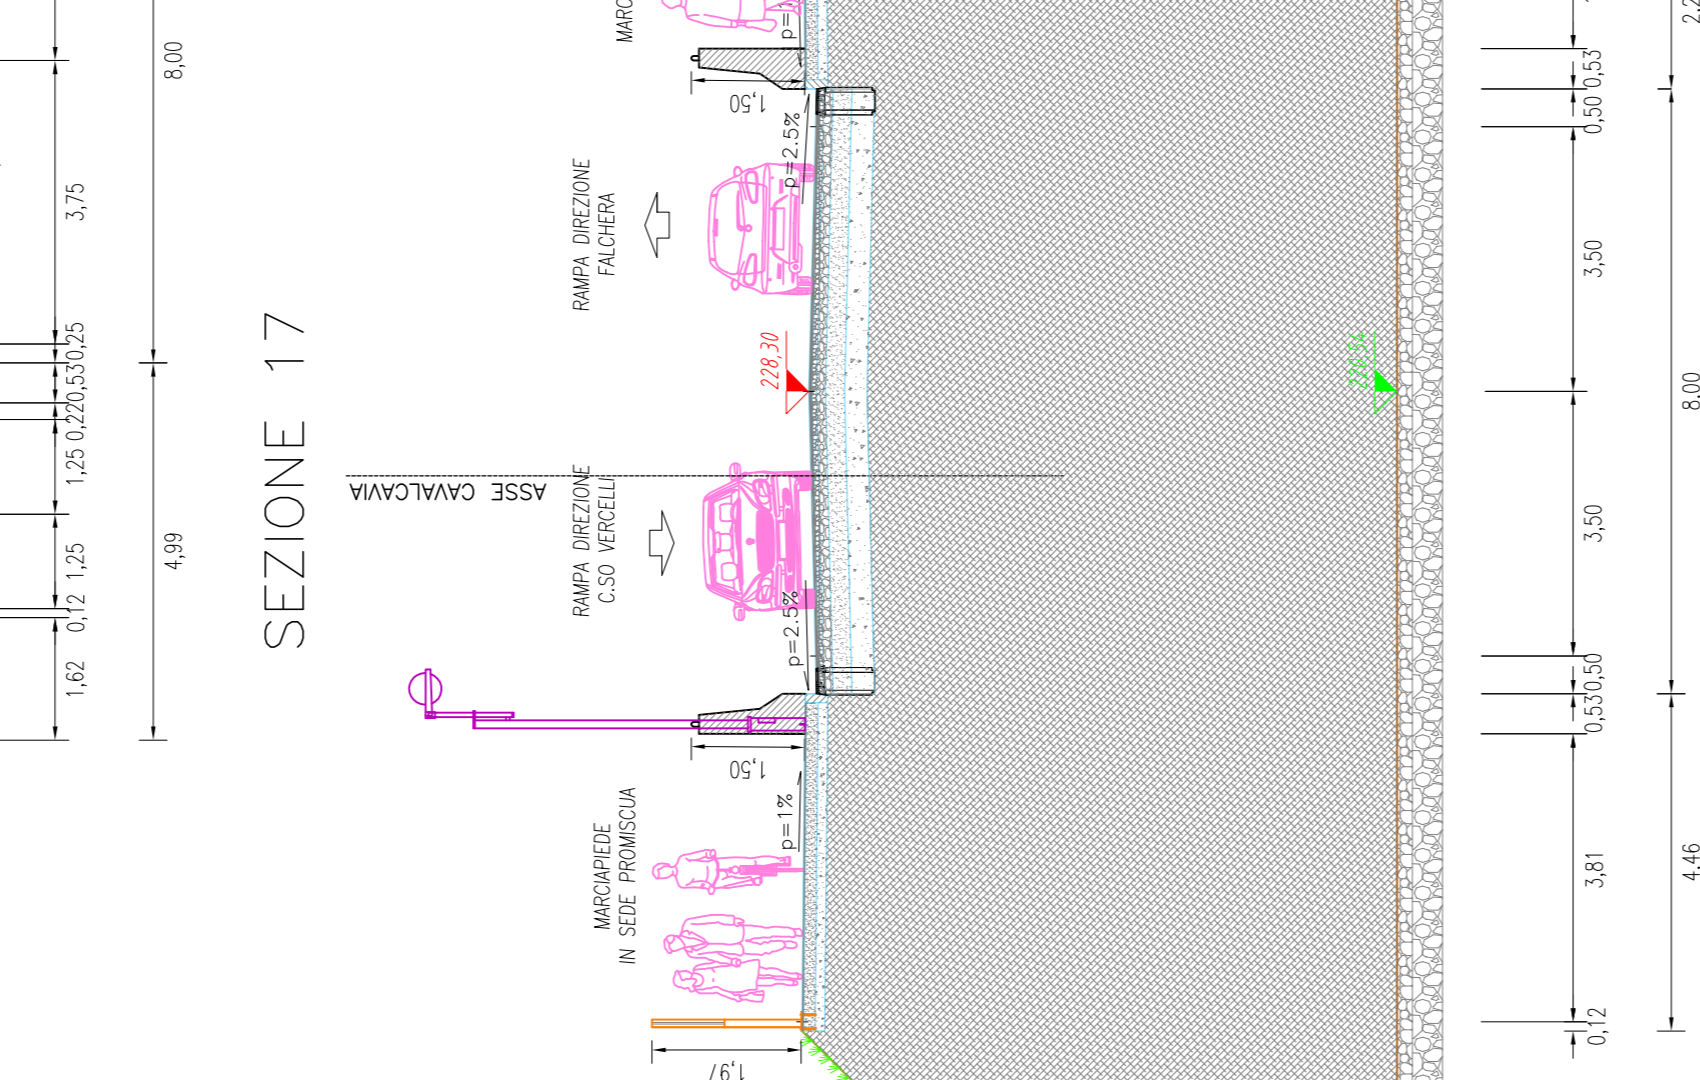 SEZIONE 17
8,00
3,75
0,25
0,53
0,22
1,25
1,25
0,12
1,62
4,99
ASSE CAVALCAVIA
RAMPA DIREZIONE
FALCHERA
RAMPA DIREZIONE
C.SO VERCELLI
MARCIAPIEDE
IN SEDE PROMISCUA
MARC
1,50
p=2.5%
228,30
p=2.5%
1,50
p=1%
1,97
0,53
0,50
3,50
3,50
0,50
0,53
3,81
0,12
8,00
4,46